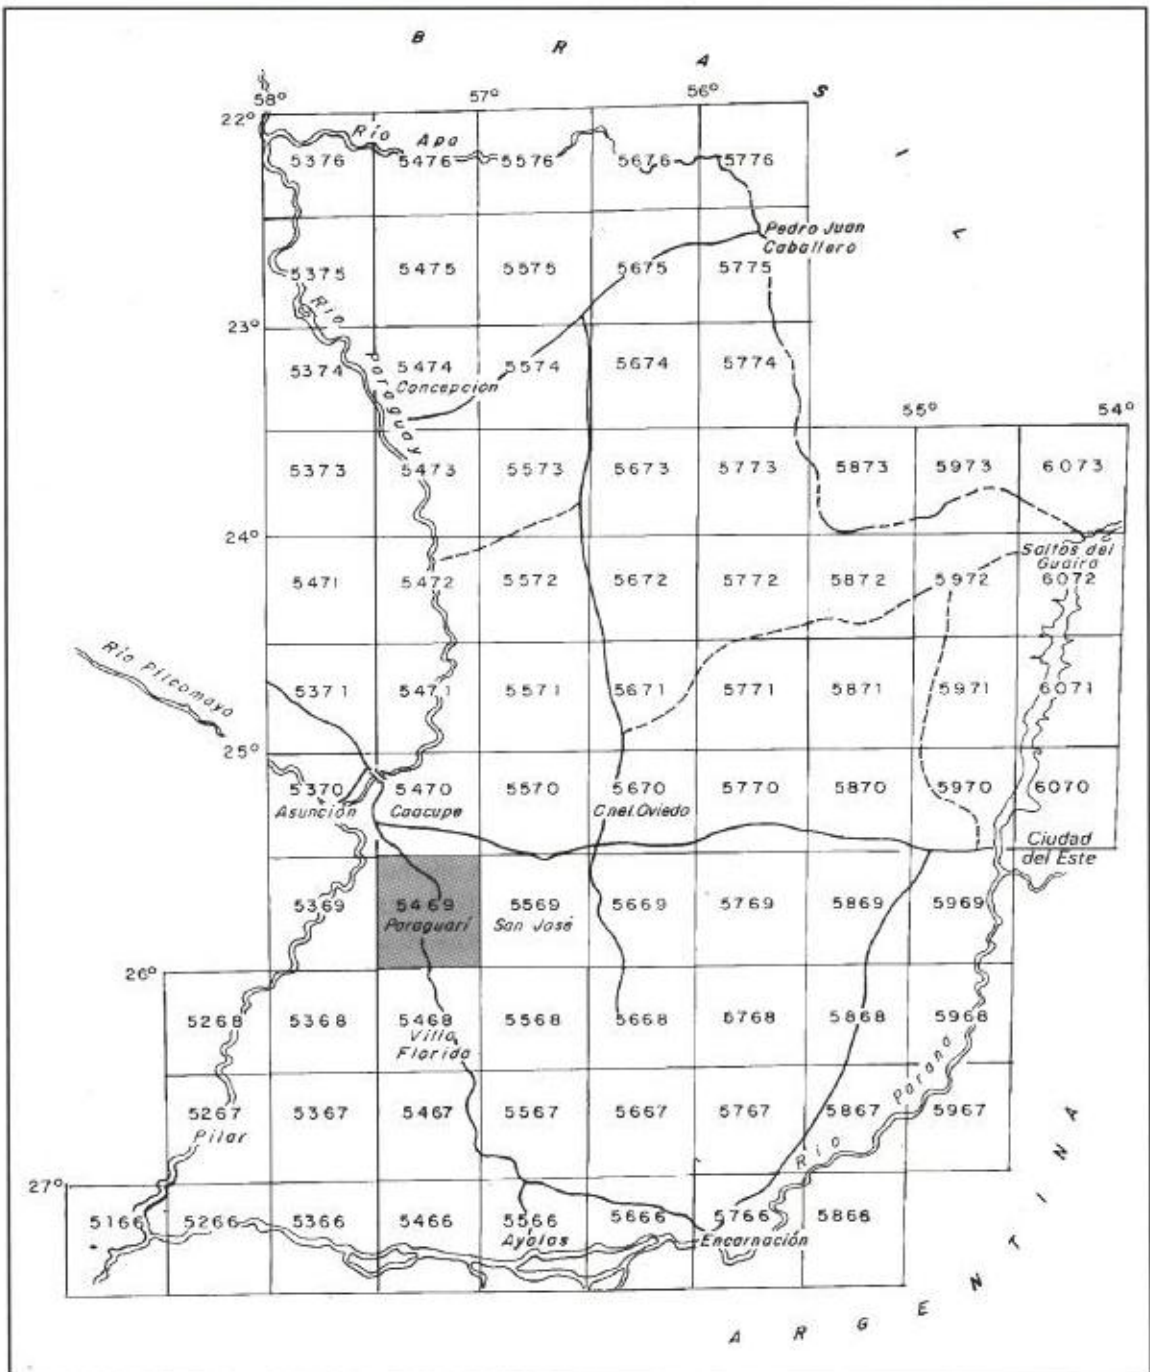 B R A S I L
58° 57° 56°
22°
Río Apa
5376 5476 5576 5676 5776
Pedro Juan
Caballero
5375 5475 5575 5675 5775
Río Paraguay
23°
5374 5474 5574 5674 5774
Concepción
55° 54°
5373 5473 5573 5673 5773 5873 5973 6073
24°
Saltos del
Guaira
5471 5472 5572 5672 5772 5872 5972 6072
Río Pilcomayo
5371 5471 5571 5671 5771 5871 5971 6071
25°
5370 5470 5570 5670 5770 5870 5970 6070
Asunción Caacupe Cnel. Oviedo
Ciudad
del Este
5369 5469 5569 5669 5769 5869 5969
Paraguarí San José
26°
5268 5368 5468 5568 5668 5768 5868 5968
Villa
Florida
5267 5367 5467 5567 5667 5767 5867 5967
Pilar
Río Parana
27°
5166 5266 5366 5466 5566 5666 5766 5866
Ayolas Encarnación
A R G E N T I N A